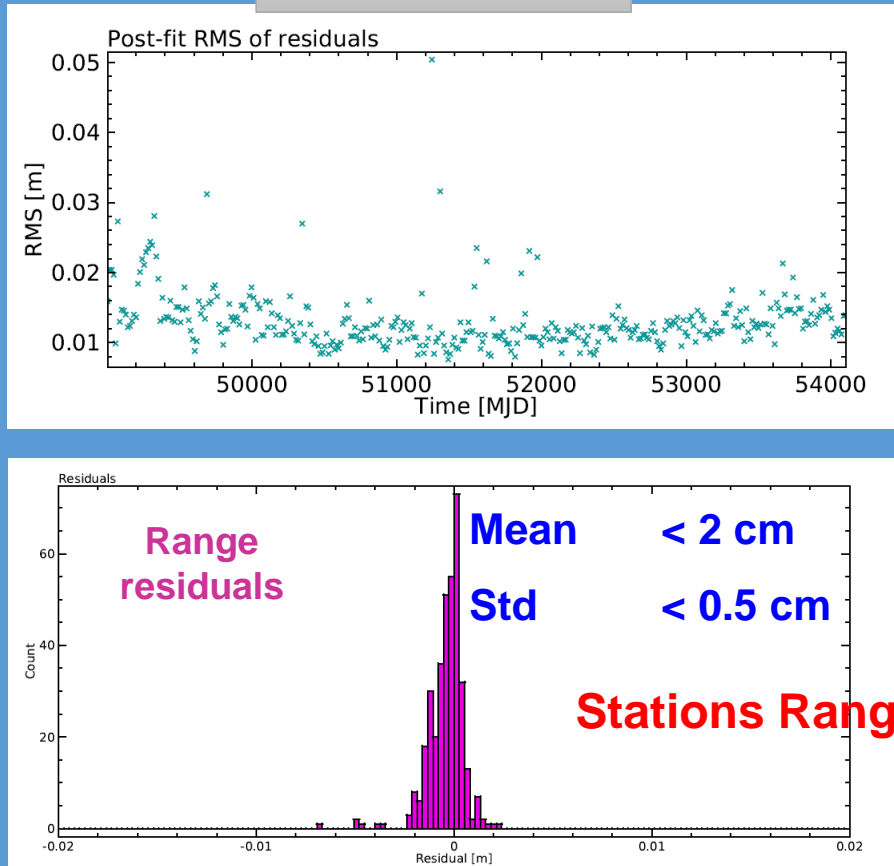 Post-fit RMS of residuals
0.05
0.04
0.03
0.02
0.01
RMS [m]
50000 51000 52000 53000 54000
Time [MJD]
Residuals
Range
residuals
Mean < 2 cm
Std < 0.5 cm
Stations Rang
60
40
20
0
Count
-0.02 -0.01 0 0.01 0.02
Residual [m]